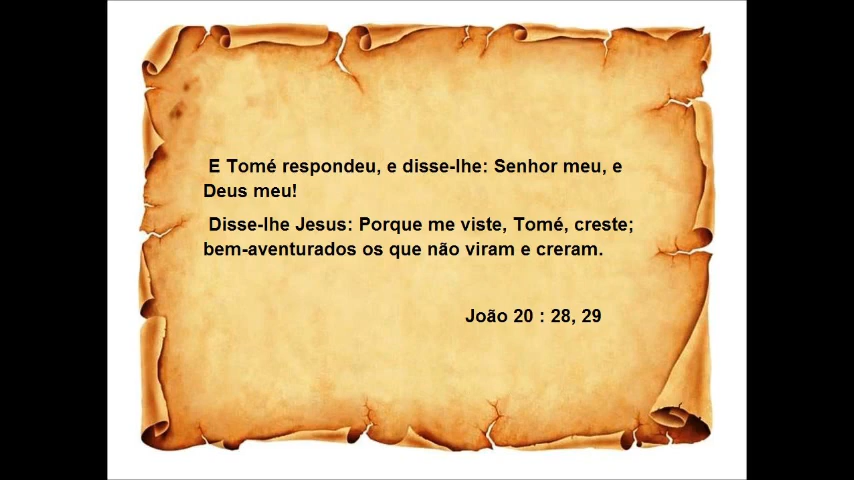 E Tomé respondeu, e disse-lhe: Senhor meu, e
Deus meu!
Disse-lhe Jesus: Porque me viste, Tomé, creste;
bem-aventurados os que não viram e creram.
João 20 : 28, 29